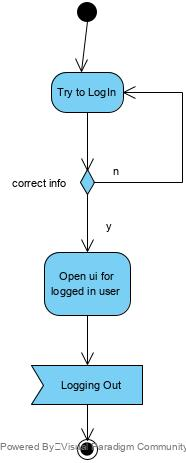 Try to LogIn
n
correct info
y
Open ui for
logged in user
Logging Out
Powered By Visual Paradigm Community